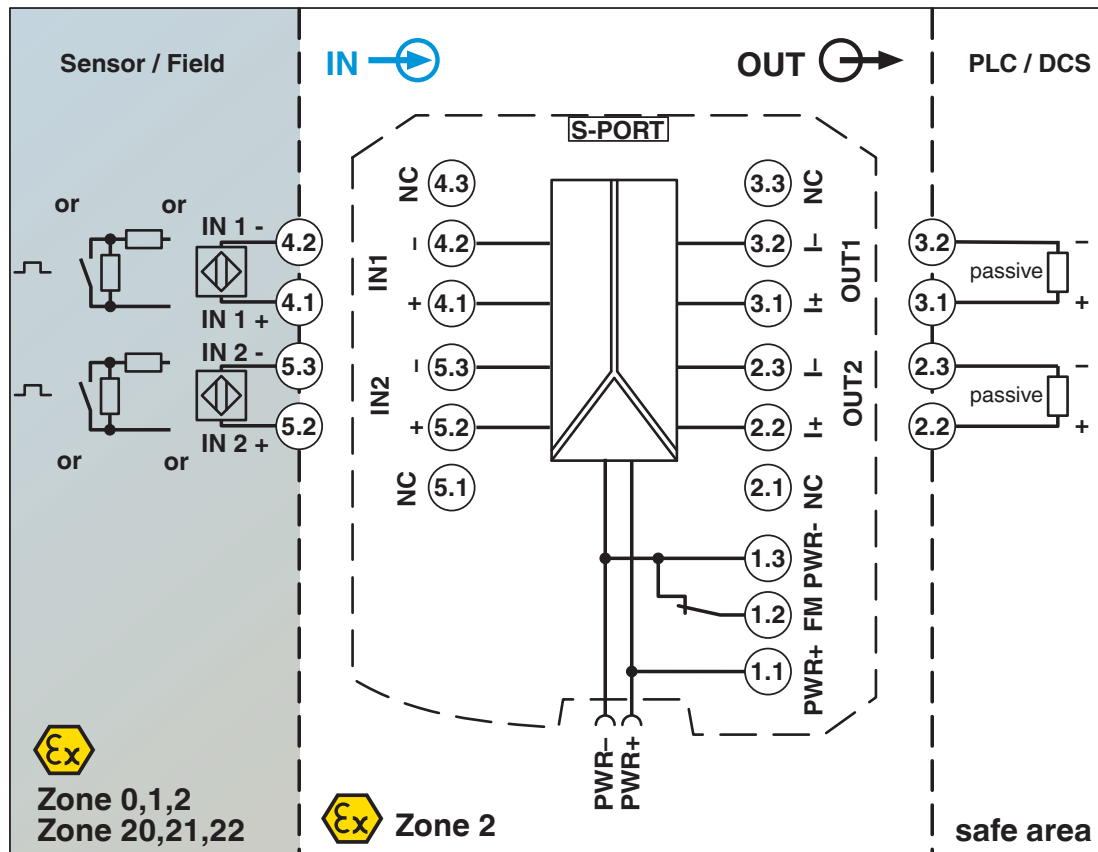 Sensor / Field
IN
OUT
PLC / DCS
S-PORT
NC
4.3
3.3
NC
or
or
IN 1 -
4.2
–
4.2
3.2
I–
3.2
–
IN1
OUT1
passive
4.1
+
4.1
3.1
I+
3.1
+
IN 1 +
IN 2 -
5.3
–
5.3
2.3
I–
2.3
–
IN2
OUT2
passive
5.2
+
5.2
2.2
I+
2.2
+
IN 2 +
or
or
NC
5.1
2.1
NC
1.3
PWR-
1.2
FM
1.1
PWR+
PWR–
PWR+
Ex
Zone 0,1,2
Zone 20,21,22
Ex
Zone 2
safe area